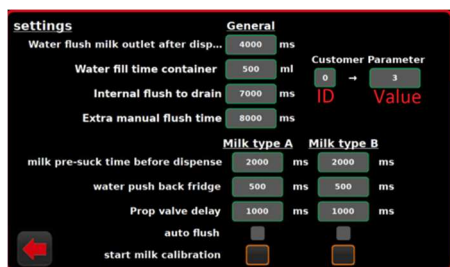 settings
General
Water flush milk outlet after disp... 4000 ms
Water fill time container 500 ml
Internal flush to drain 7000 ms
Extra manual flush time 8000 ms
Customer Parameter
0 → 3
ID Value
Milk type A Milk type B
milk pre-suck time before dispense 2000 ms 2000 ms
water push back fridge 500 ms 500 ms
Prop valve delay 1000 ms 1000 ms
auto flush
start milk calibration